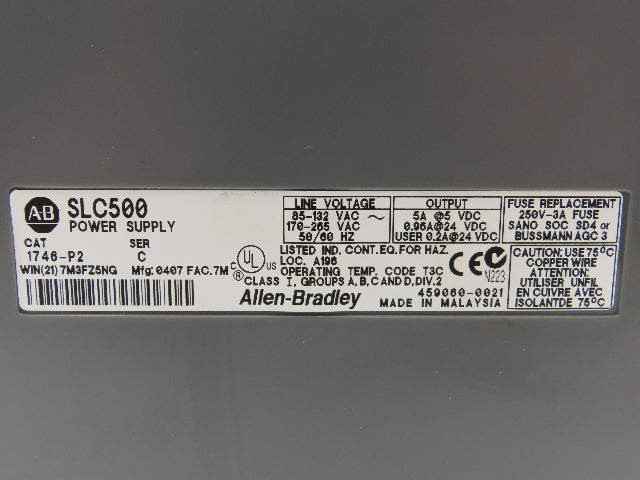 AB
SLC500
POWER SUPPLY
CAT SER
1746-P2 C
WIN(21) 7M3FZ5NG Mfg: 0407 FAC.7M
LINE VOLTAGE
85-132 VAC ~
170-265 VAC
50/60 HZ
OUTPUT
5A @5 VDC
0.96A@24 VDC
USER 0.2A@24 VDC
FUSE REPLACEMENT
250V-3A FUSE
SANO SOC SD4 or
BUSSMANN AGC 3
C UL US
LISTED IND. CONT. EQ. FOR HAZ.
LOC. A196
OPERATING TEMP. CODE T3C
CLASS I, GROUPS A, B, C AND D, DIV.2
CE
N223
Allen-Bradley
459060-0021
MADE IN MALAYSIA
CAUTION: USE 75°C
COPPER WIRE
ATTENTION:
UTILISER UNFIL
EN CUIVRE AVEC
ISOLANTDE 75°C